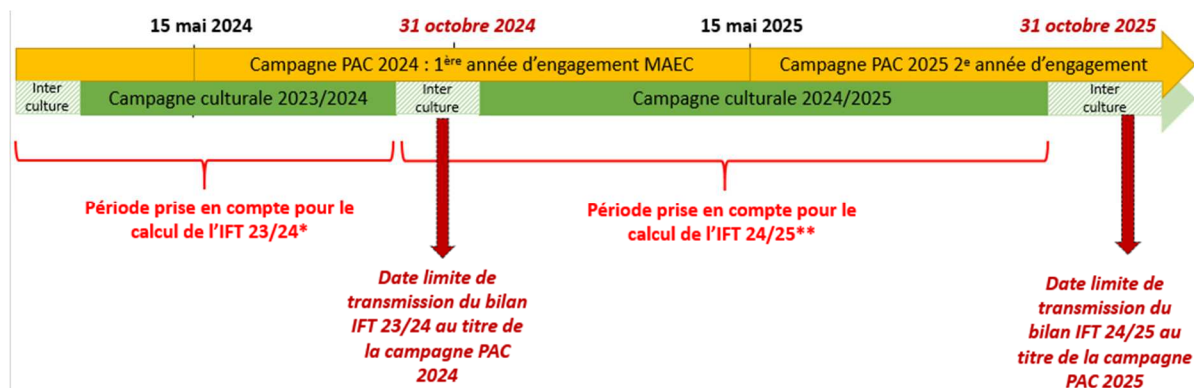 15 mai 2024
31 octobre 2024
15 mai 2025
31 octobre 2025
Campagne PAC 2024 : 1ère année d'engagement MAEC
Campagne PAC 2025 2e année d'engagement
Inter
culture
Campagne culturale 2023/2024
Inter
culture
Campagne culturale 2024/2025
Inter
culture
Période prise en compte pour le
calcul de l'IFT 23/24*
Période prise en compte pour le
calcul de l'IFT 24/25**
Date limite de
transmission du bilan
IFT 23/24 au titre de
la campagne PAC
2024
Date limite de
transmission du
bilan IFT 24/25 au
titre de la campagne
PAC 2025